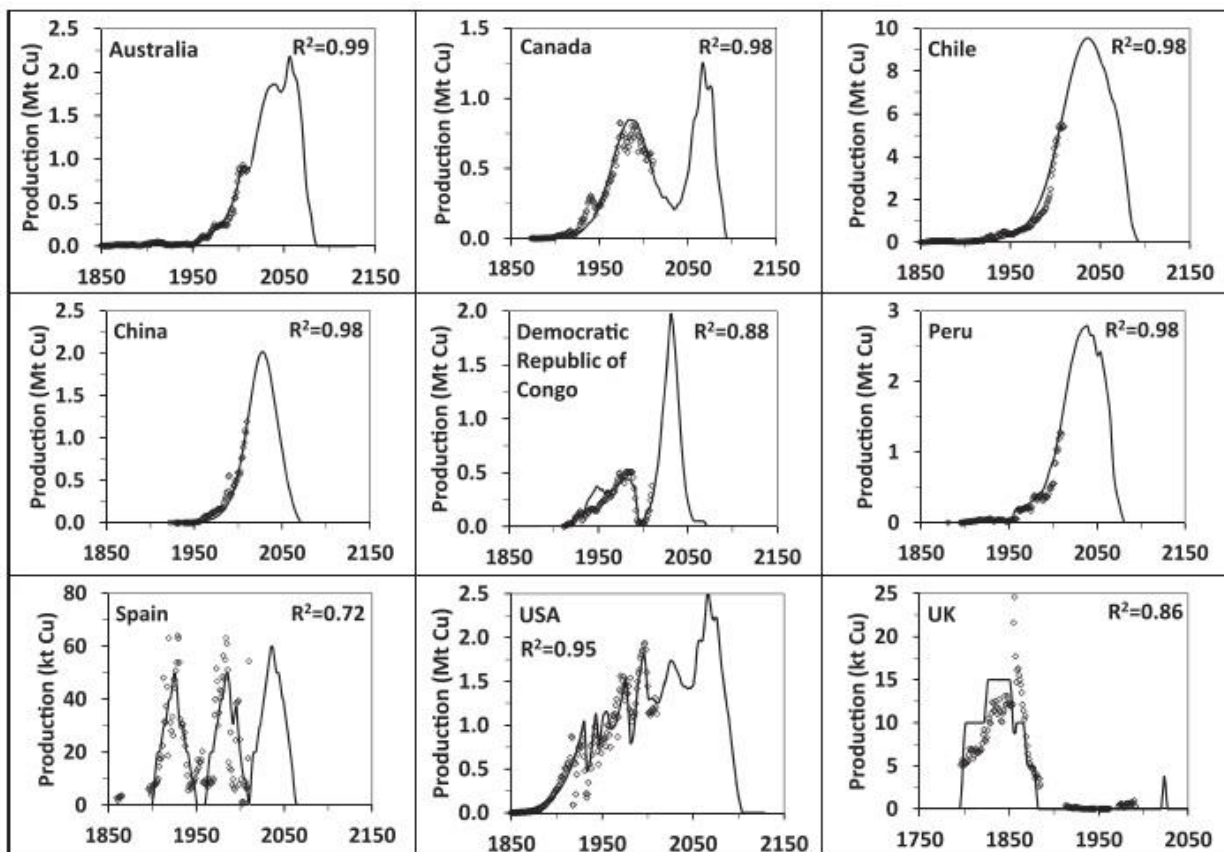 Australia
R²=0.99
Production (Mt Cu)
2.5
2.0
1.5
1.0
0.5
0.0
1850 1950 2050 2150
Canada
R²=0.98
Production (Mt Cu)
1.5
1.0
0.5
0.0
1850 1950 2050 2150
Chile
R²=0.98
Production (Mt Cu)
10
8
6
4
2
0
1850 1950 2050 2150
China
R²=0.98
Production (Mt Cu)
2.5
2.0
1.5
1.0
0.5
0.0
1850 1950 2050 2150
Democratic
Republic of
Congo
R²=0.88
Production (Mt Cu)
2.0
1.5
1.0
0.5
0.0
1850 1950 2050 2150
Peru
R²=0.98
Production (Mt Cu)
3
2
1
0
1850 1950 2050 2150
Spain
R²=0.72
Production (kt Cu)
80
60
40
20
0
1850 1950 2050 2150
USA
R²=0.95
Production (Mt Cu)
2.5
2.0
1.5
1.0
0.5
0.0
1850 1950 2050 2150
UK
R²=0.86
Production (kt Cu)
25
20
15
10
5
0
1750 1850 1950 2050